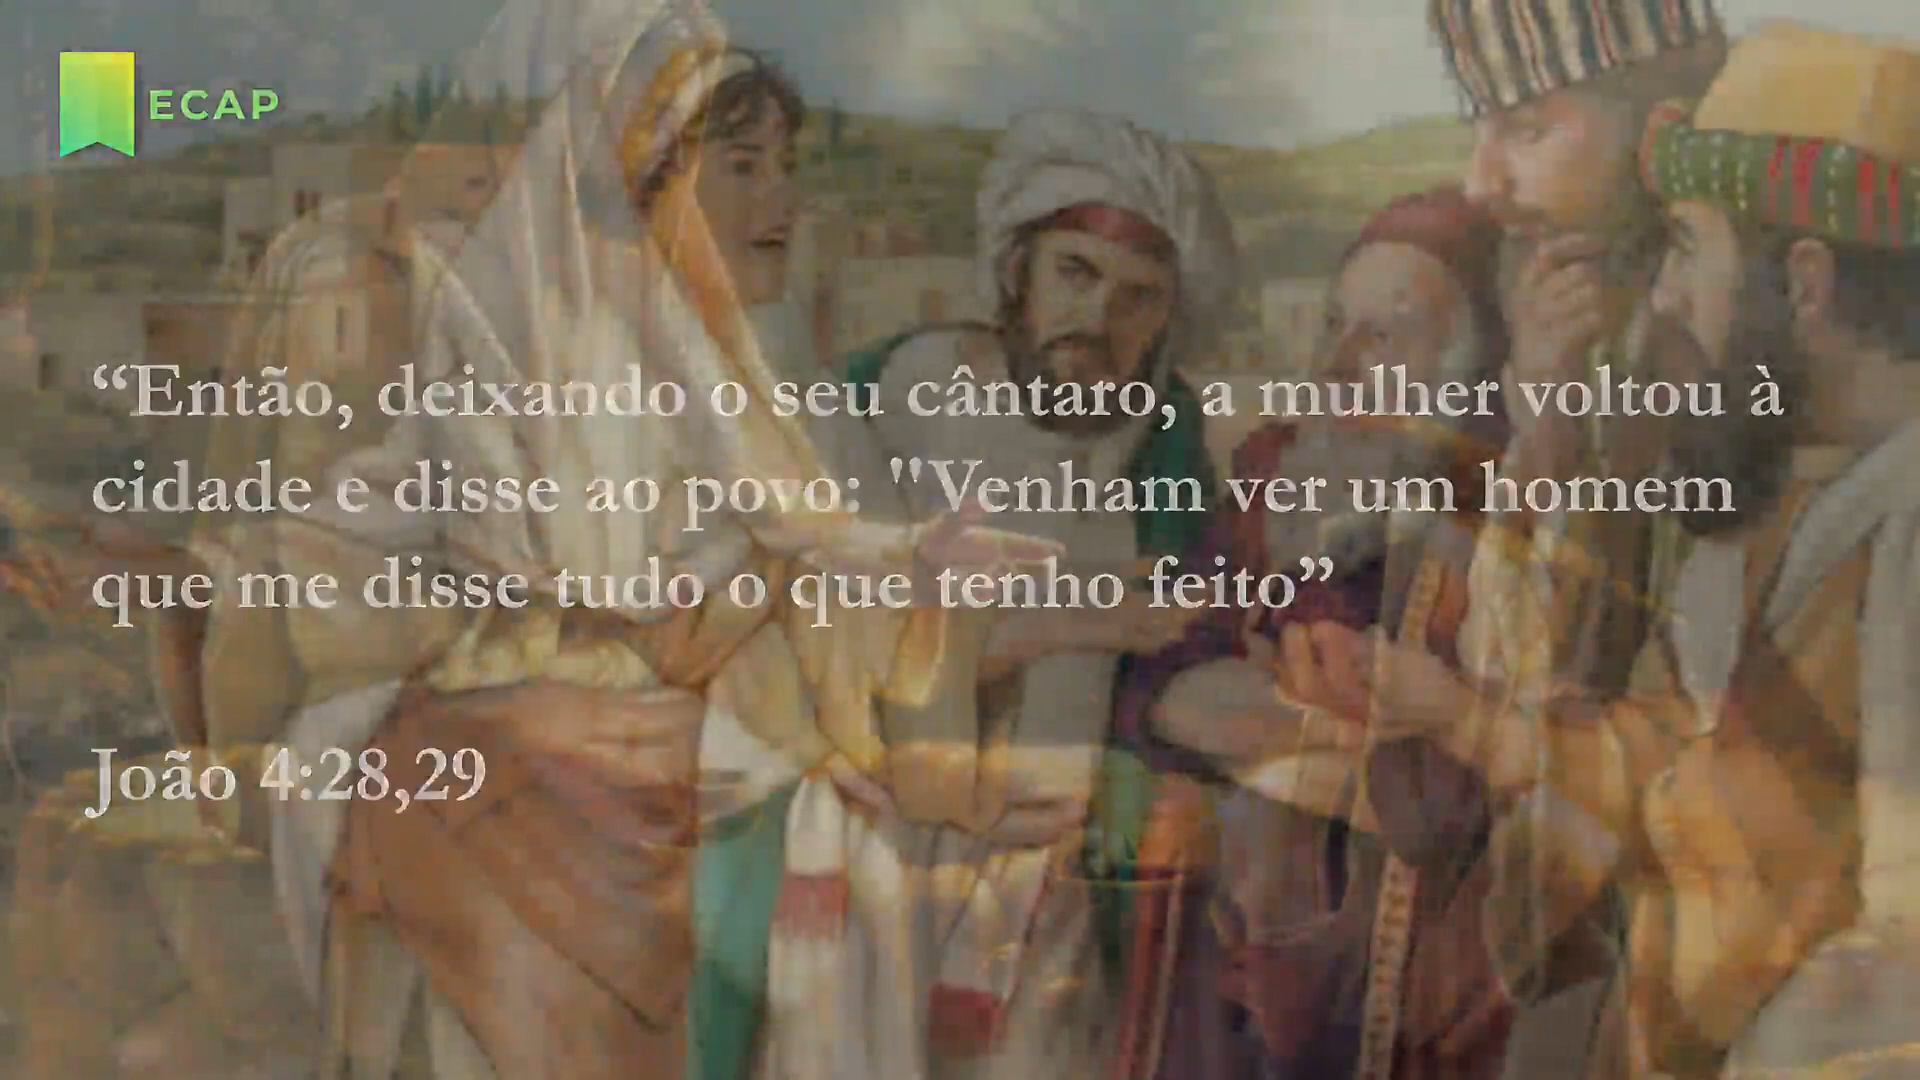 ECAP
“Então, deixando o seu cântaro, a mulher voltou à
cidade e disse ao povo: "Venham ver um homem
que me disse tudo o que tenho feito”
João 4:28,29